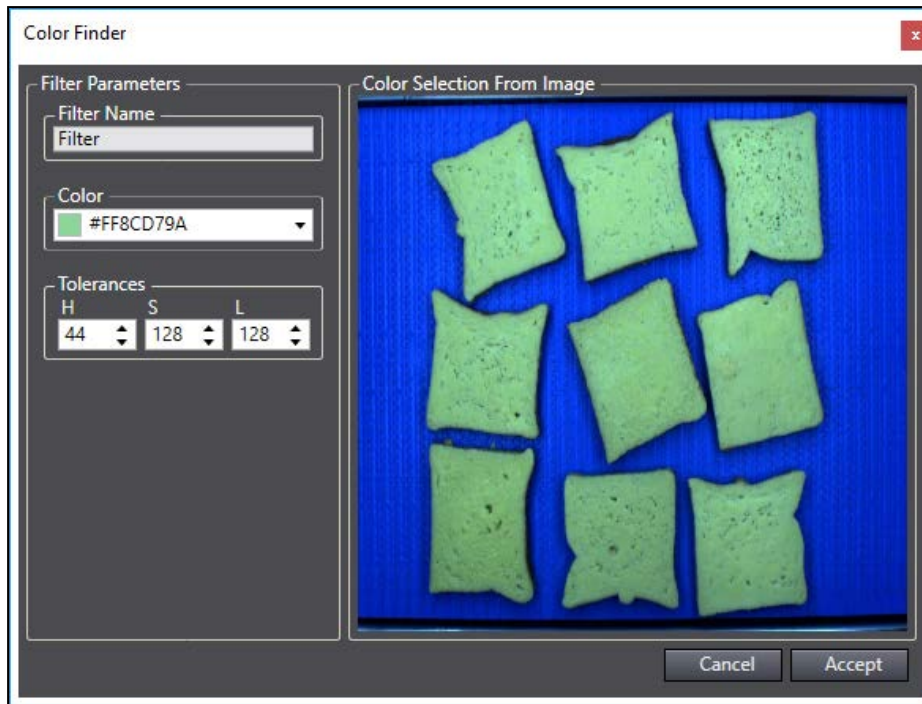 Color Finder
x
Filter Parameters
Filter Name
Filter
Color
#FF8CD79A
Tolerances
H S L
44 128 128
Color Selection From Image
Cancel Accept